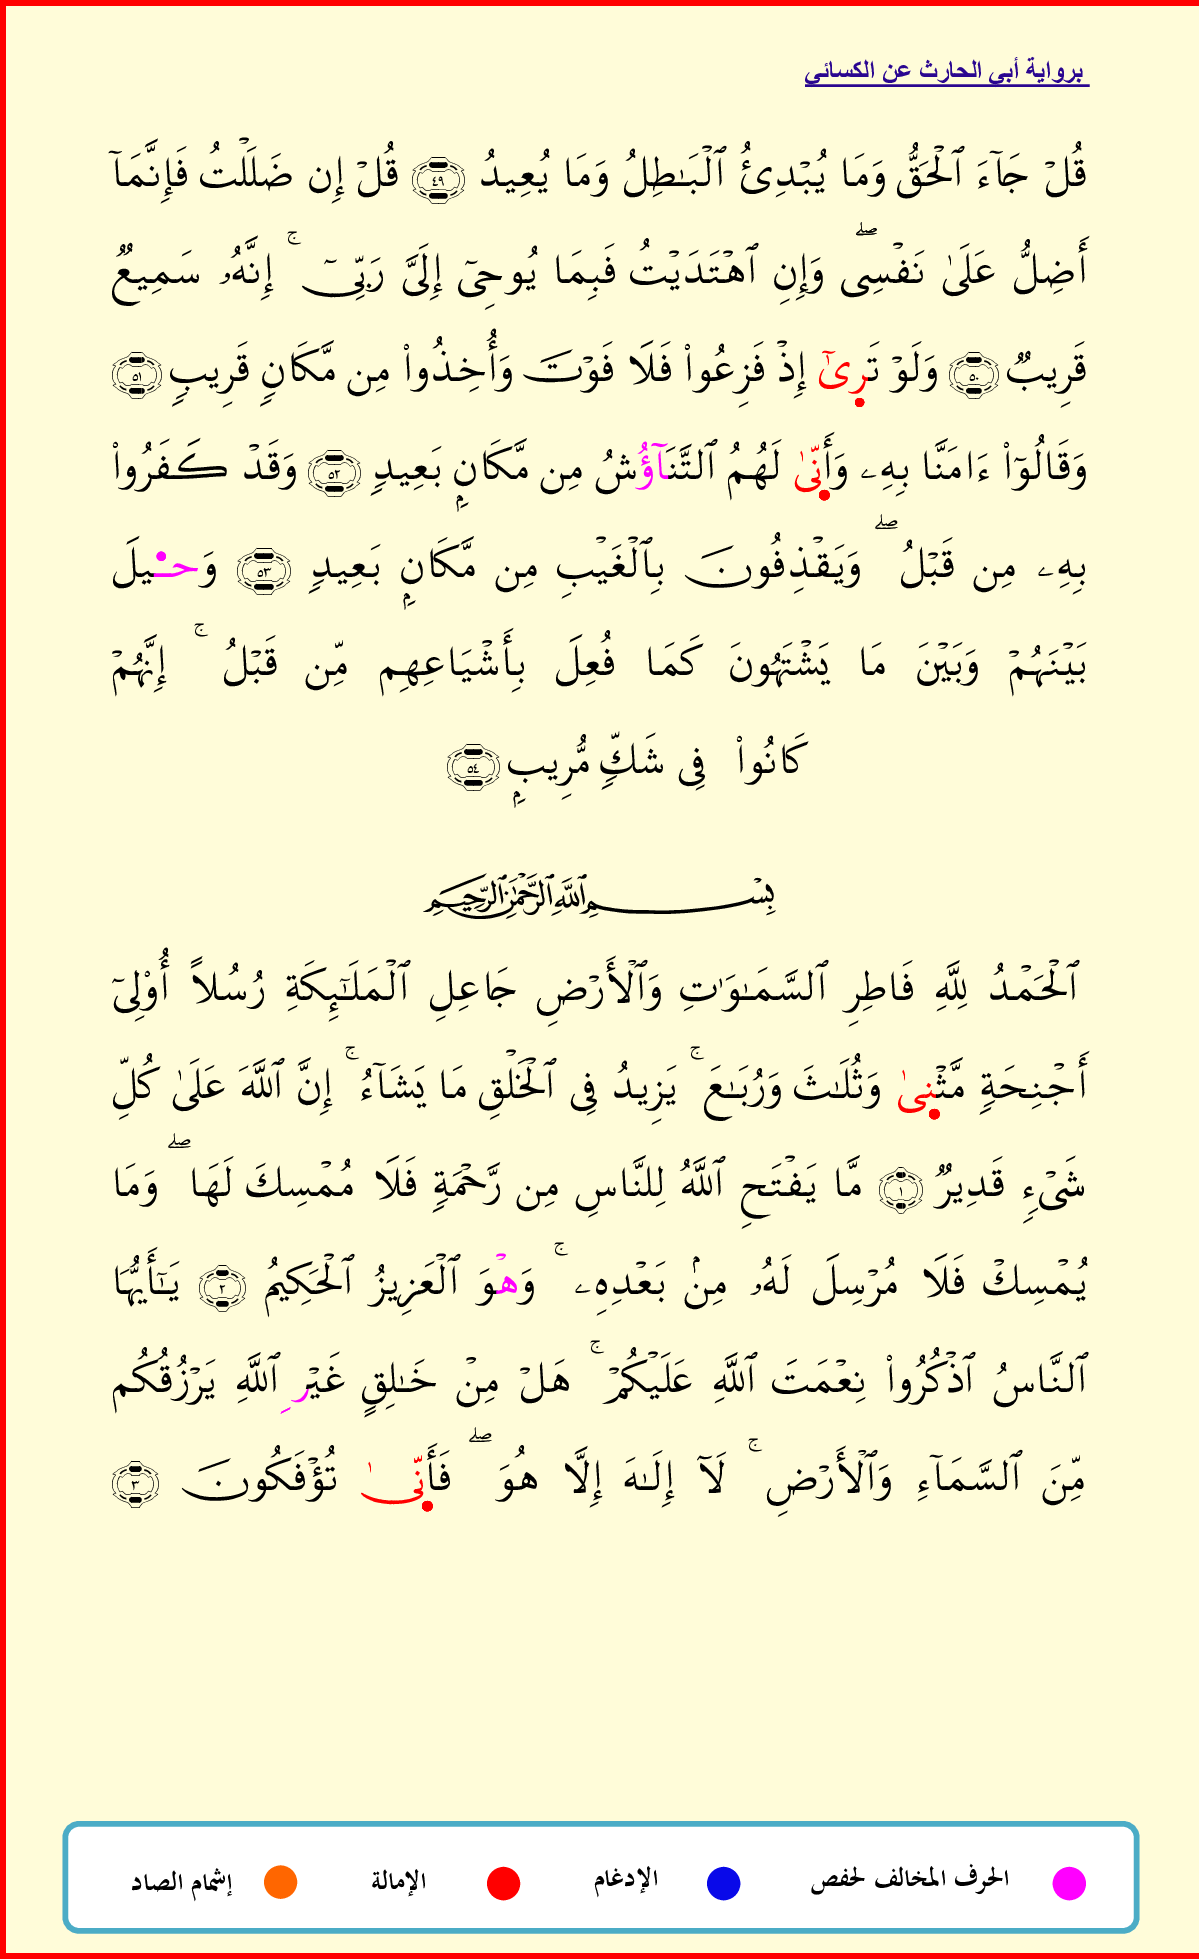 برواية أبي الحارث عن الكسائي
قُلۡ جَآءَ ٱلۡحَقُّ وَمَا يُبۡدِئُ ٱلۡبَـٰطِلُ وَمَا يُعِيدُ ٤٩ قُلۡ إِن ضَلَلۡتُ فَإِنَّمَآ
أَضِلُّ عَلَىٰ نَفۡسِىۖ وَإِنِ ٱهۡتَدَيۡتُ فَبِمَا يُوحِىٓ إِلَىَّ رَبِّىٓۚ إِنَّهُۥ سَمِيعٌ
قَرِيبٌ ٥٠ وَلَوۡ تَرِىٰٓ إِذۡ فَزِعُوا۟ فَلَا فَوۡتَ وَأُخِذُوا۟ مِن مَّكَانٍ قَرِيبٍ ٥١
وَقَالُوٓا۟ ءَامَنَّا بِهِۦ وَأَنِّىٰ لَهُمُ ٱلتَّنَآؤُشُ مِن مَّكَانِۭ بَعِيدٍ ٥٢ وَقَدۡ كَفَرُوا۟
بِهِۦ مِن قَبۡلُۖ وَيَقۡذِفُونَ بِٱلۡغَيۡبِ مِن مَّكَانِۭ بَعِيدٍ ٥٣ وَحِيلَ
بَيۡنَهُمۡ وَبَيۡنَ مَا يَشۡتَهُونَ كَمَا فُعِلَ بِأَشۡيَاعِهِم مِّن قَبۡلُۚ إِنَّهُمۡ
كَانُوا۟ فِى شَكٍّ مُّرِيبِۭ ٥٤
بِسۡمِ ٱللَّهِ ٱلرَّحۡمَـٰنِ ٱلرَّحِيمِ
ٱلۡحَمۡدُ لِلَّهِ فَاطِرِ ٱلسَّمَـٰوَٰتِ وَٱلۡأَرۡضِ جَاعِلِ ٱلۡمَلَـٰٓئِكَةِ رُسُلاً أُو۟لِىٓ
أَجۡنِحَةٍ مَّثۡنِىٰ وَثُلَـٰثَ وَرُبَـٰعَۚ يَزِيدُ فِى ٱلۡخَلۡقِ مَا يَشَآءُۚ إِنَّ ٱللَّهَ عَلَىٰ كُلِّ
شَىۡءٍ قَدِيرٌ ١ مَّا يَفۡتَحِ ٱللَّهُ لِلنَّاسِ مِن رَّحۡمَةٍ فَلَا مُمۡسِكَ لَهَاۖ وَمَا
يُمۡسِكۡ فَلَا مُرۡسِلَ لَهُۥ مِنۢ بَعۡدِهِۦۚ وَهۡوَ ٱلۡعَزِيزُ ٱلۡحَكِيمُ ٢ يَـٰٓأَيُّهَا
ٱلنَّاسُ ٱذۡكُرُوا۟ نِعۡمَتَ ٱللَّهِ عَلَيۡكُمۡۚ هَلۡ مِنۡ خَـٰلِقٍ غَيۡرِ ٱللَّهِ يَرۡزُقُكُم
مِّنَ ٱلسَّمَآءِ وَٱلۡأَرۡضِۚ لَآ إِلَـٰهَ إِلَّا هُوَۖ فَأَنِّىٰ تُؤۡفَكُونَ ٣
الحرف المخالف لحفص الإدغام الإمالة إشمام الصاد